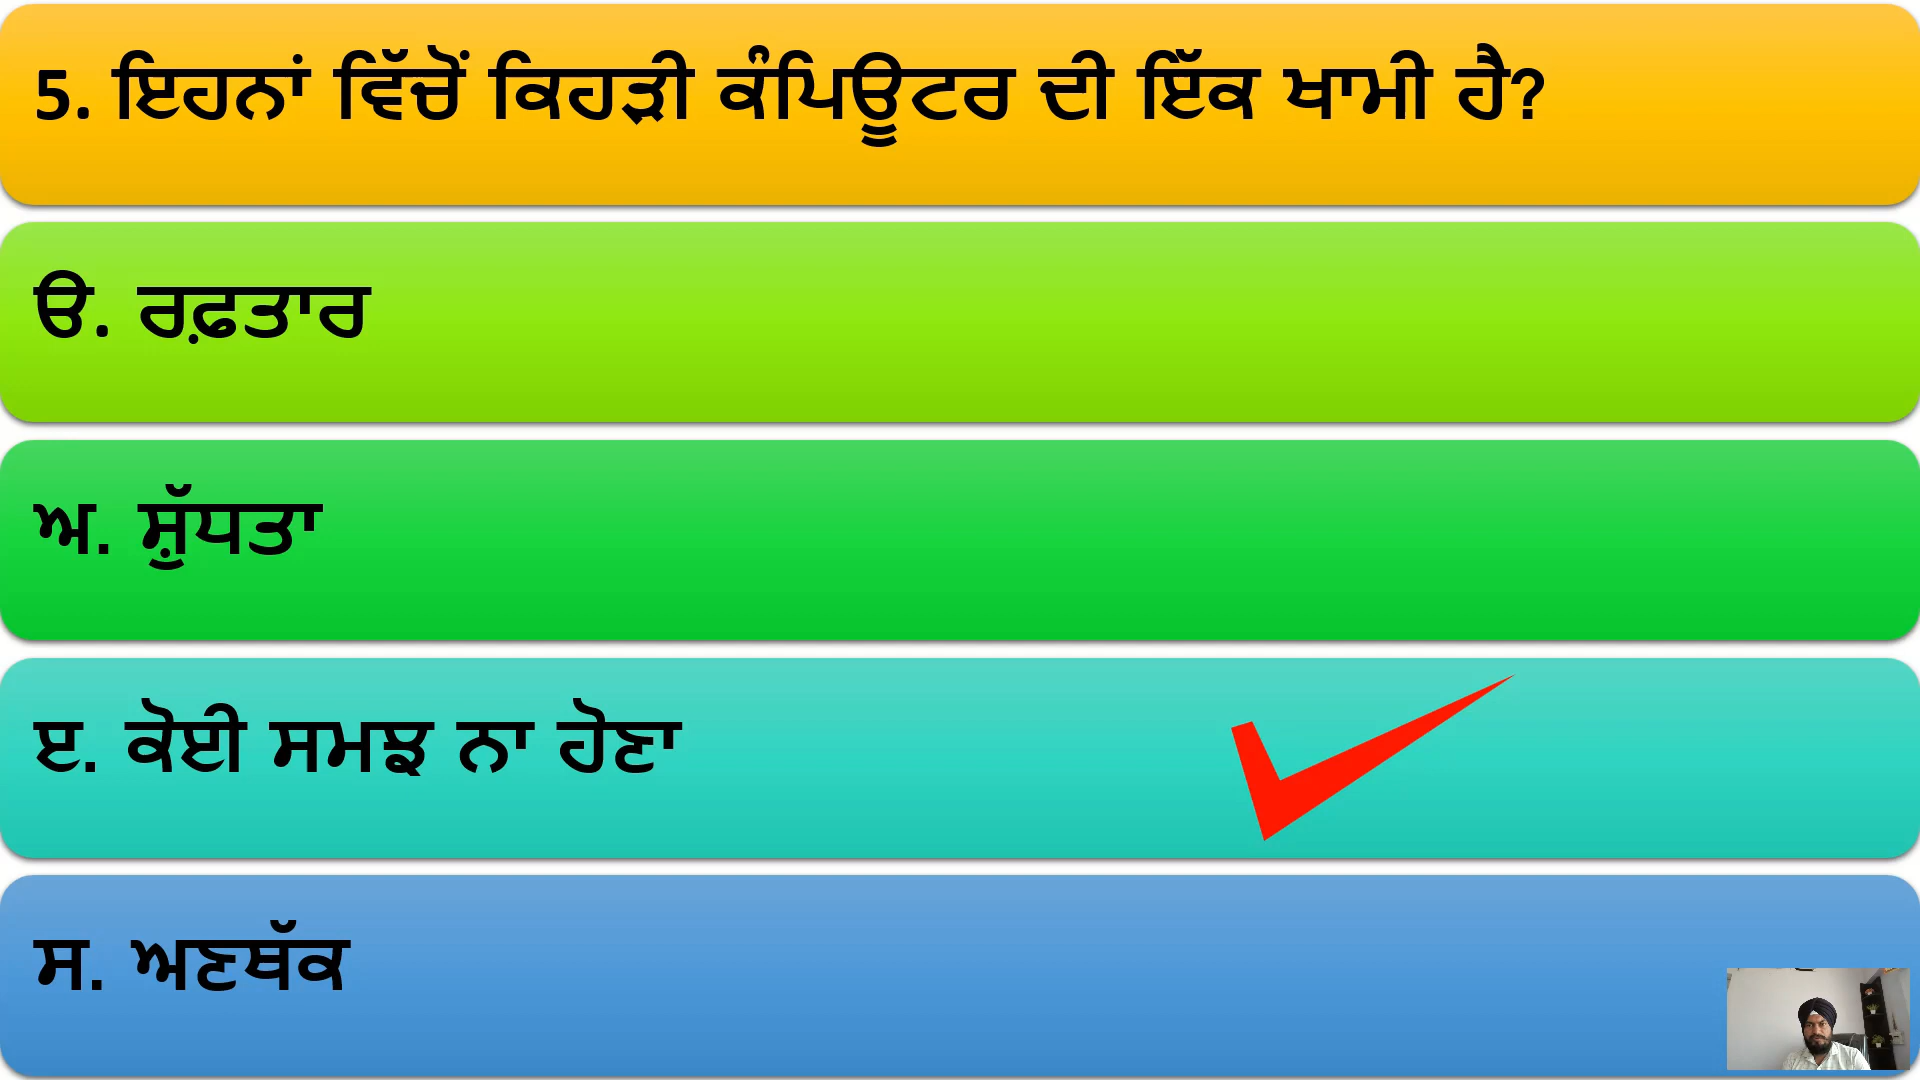 5. ਇਹਨਾਂ ਵਿੱਚੋਂ ਕਿਹੜੀ ਕੰਪਿਊਟਰ ਦੀ ਇੱਕ ਖਾਮੀ ਹੈ?
ੳ. ਰਫ਼ਤਾਰ
ਅ. ਸ਼ੁੱਧਤਾ
ੲ. ਕੋਈ ਸਮਝ ਨਾ ਹੋਣਾ
ਸ. ਅਣਥੱਕ